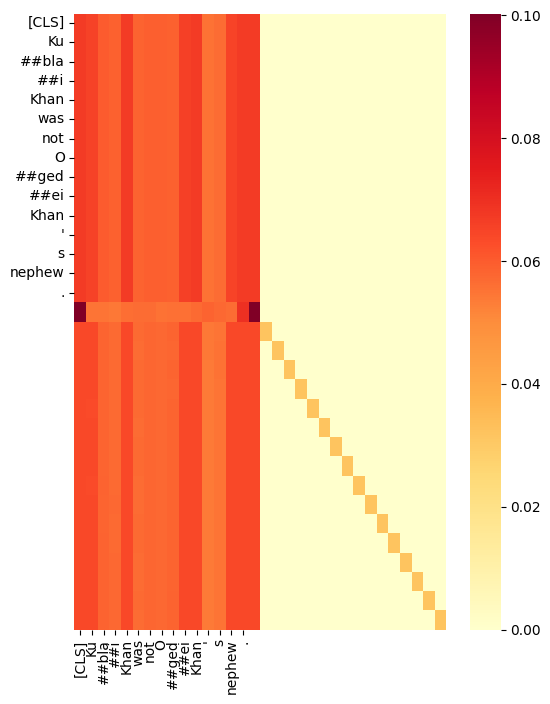 [CLS]
Ku
##bla
##i
Khan
was
not
O
##ged
##ei
Khan
'
s
nephew
.
0.10
0.08
0.06
0.04
0.02
0.00
[CLS]
Ku
##bla
##i
Khan
was
not
O
##ged
##ei
Khan
'
s
nephew
.